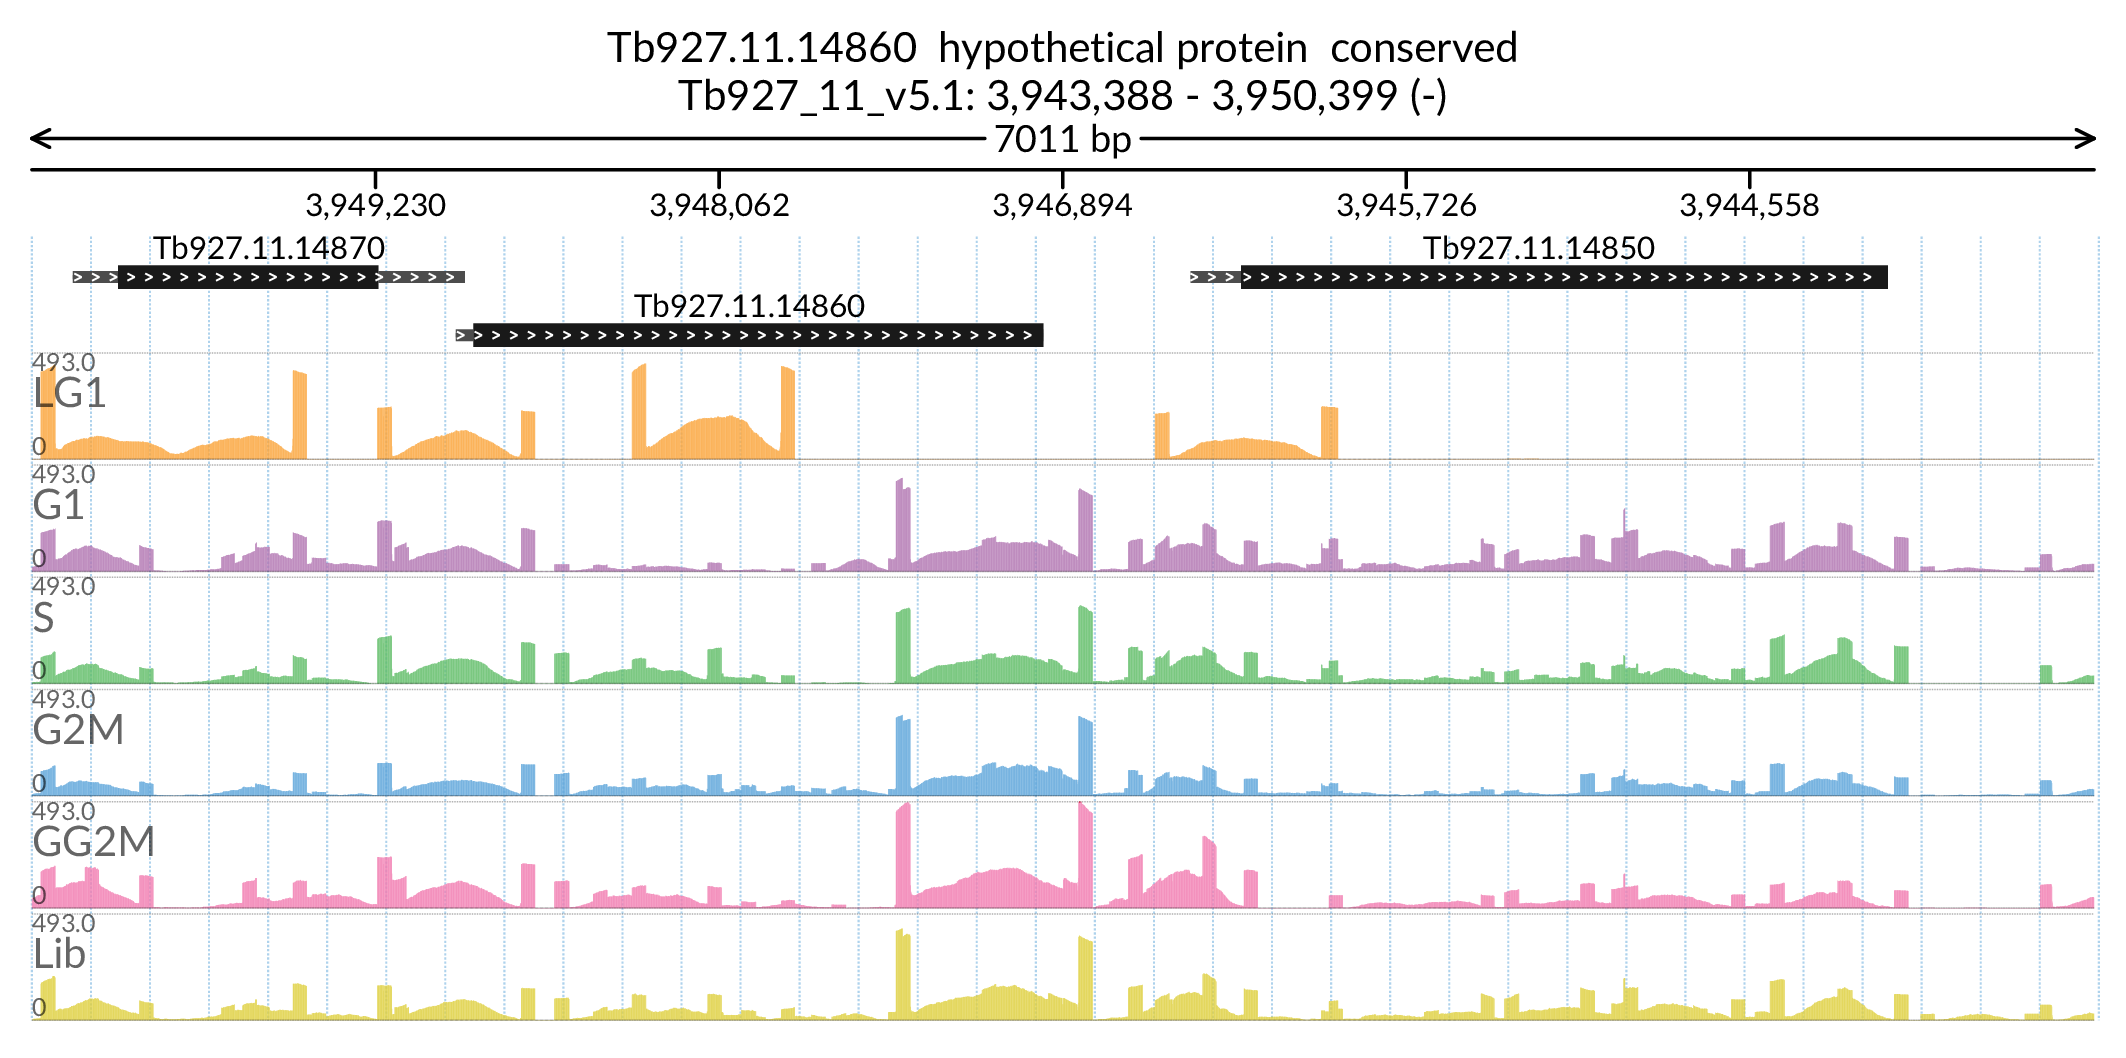 Tb927.11.14860 hypothetical protein conserved
Tb927_11_v5.1: 3,943,388 - 3,950,399 (-)
7011 bp
3,949,230 3,948,062 3,946,894 3,945,726 3,944,558
Tb927.11.14870 Tb927.11.14850
Tb927.11.14860
493.0
LG1
0
493.0
G1
0
493.0
S
0
493.0
G2M
0
493.0
GG2M
0
493.0
Lib
0